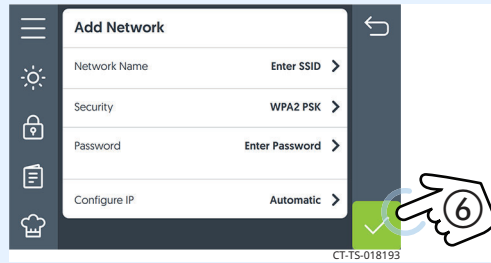 Add Network
Network Name Enter SSID
Security WPA2 PSK
Password Enter Password
Configure IP Automatic
6
CT-TS-018193